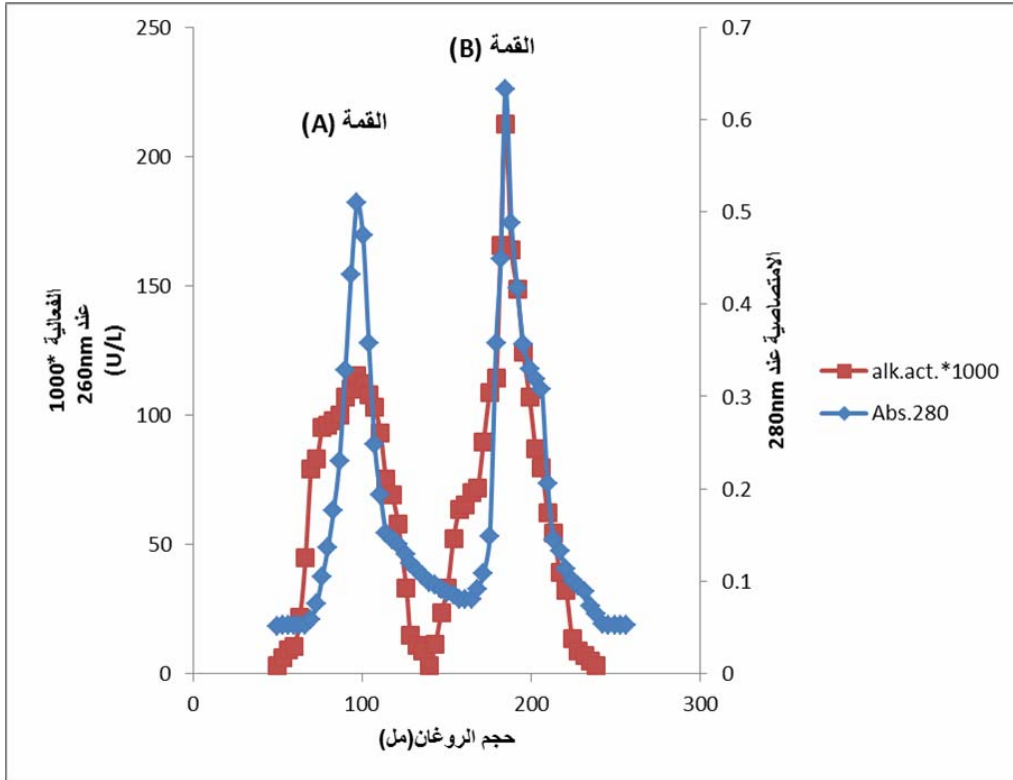 القمة (B)
القمة (A)
250
200
150
100
50
0
0.7
0.6
0.5
0.4
0.3
0.2
0.1
0
0
100
200
300
الفعالية *1000
عند 260nm
(U/L)
الامتصاصية عند 280nm
حجم الروغان(مل)
alk.act.*1000
Abs.280